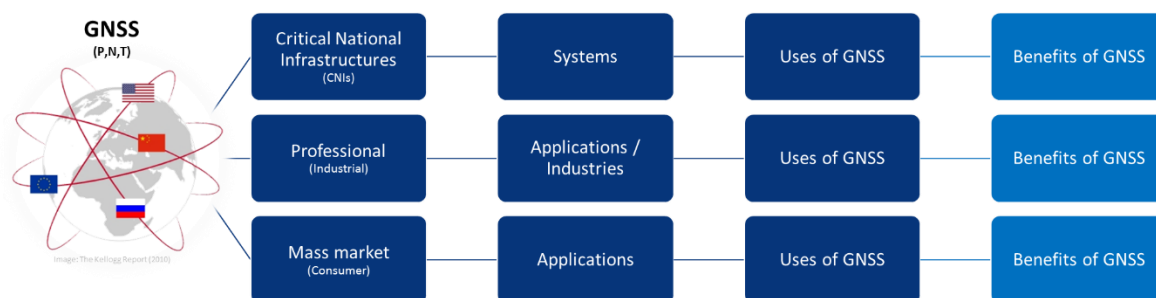 GNSS
(P,N,T)
Image: The Kellogg Report (2010)
Critical National
Infrastructures
(CNIs)
Systems
Uses of GNSS
Benefits of GNSS
Professional
(Industrial)
Applications /
Industries
Uses of GNSS
Benefits of GNSS
Mass market
(Consumer)
Applications
Uses of GNSS
Benefits of GNSS